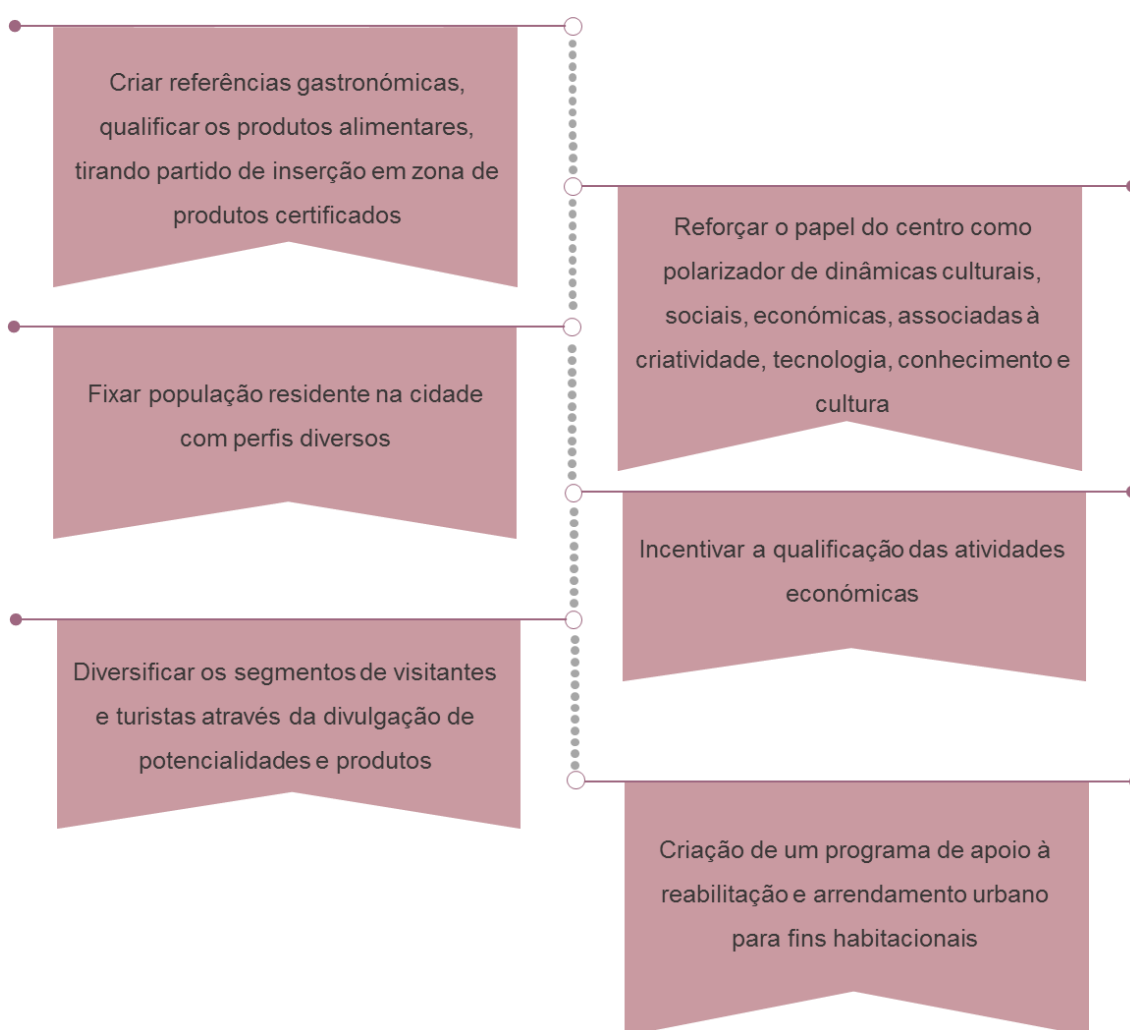 Criar referências gastronómicas,
qualificar os produtos alimentares,
tirando partido de inserção em zona de
produtos certificados
Reforçar o papel do centro como
polarizador de dinâmicas culturais,
sociais, económicas, associadas à
criatividade, tecnologia, conhecimento e
cultura
Fixar população residente na cidade
com perfis diversos
Incentivar a qualificação das atividades
económicas
Diversificar os segmentos de visitantes
e turistas através da divulgação de
potencialidades e produtos
Criação de um programa de apoio à
reabilitação e arrendamento urbano
para fins habitacionais